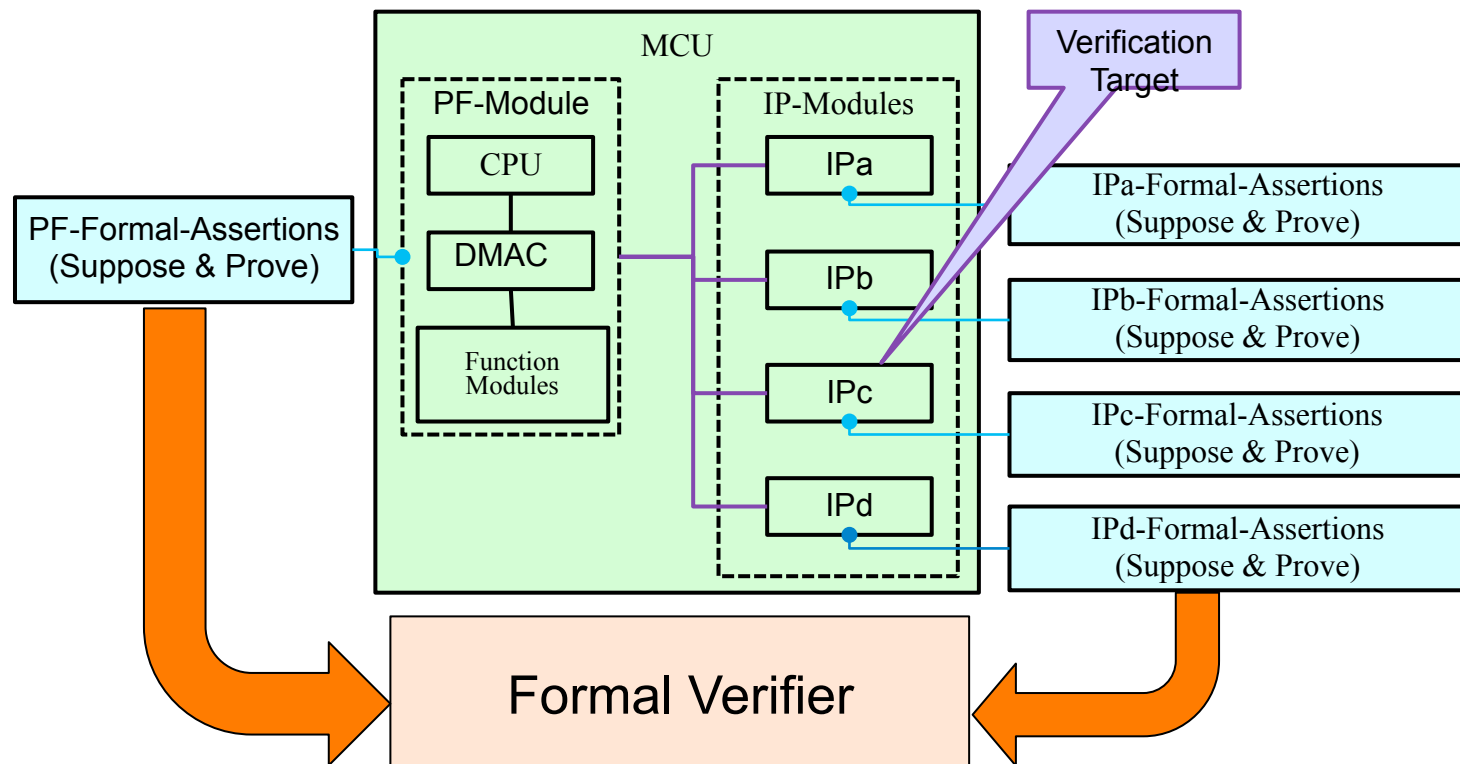 MCU
Verification
Target
PF-Module
CPU
DMAC
Function
Modules
IP-Modules
IPa
IPb
IPc
IPd
PF-Formal-Assertions
(Suppose & Prove)
IPa-Formal-Assertions
(Suppose & Prove)
IPb-Formal-Assertions
(Suppose & Prove)
IPc-Formal-Assertions
(Suppose & Prove)
IPd-Formal-Assertions
(Suppose & Prove)
Formal Verifier